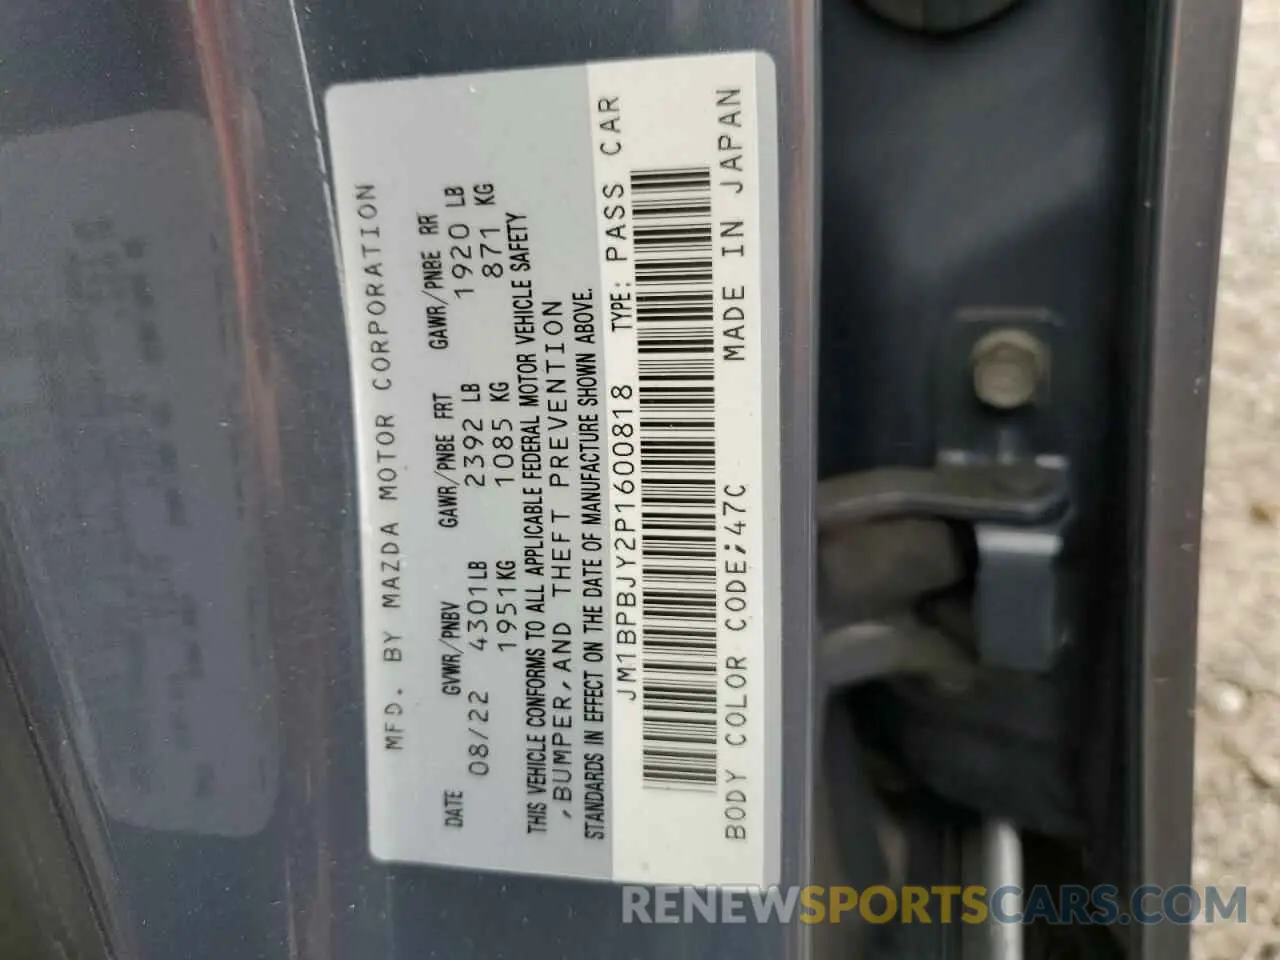 MFD. BY MAZDA MOTOR CORPORATION
DATE GVWR/PNBV GAWR/PNBE FRT GAWR/PNBE RR
08/22 4301LB 2392 LB 1920 LB
1951KG 1085 KG 871 KG
THIS VEHICLE CONFORMS TO ALL APPLICABLE FEDERAL MOTOR VEHICLE SAFETY
,BUMPER,AND THEFT PREVENTION
STANDARDS IN EFFECT ON THE DATE OF MANUFACTURE SHOWN ABOVE.
JM1BPBJY2P1600818 TYPE: PASS CAR
BODY COLOR CODE;47C MADE IN JAPAN
RENEWSPORTSCARS.COM